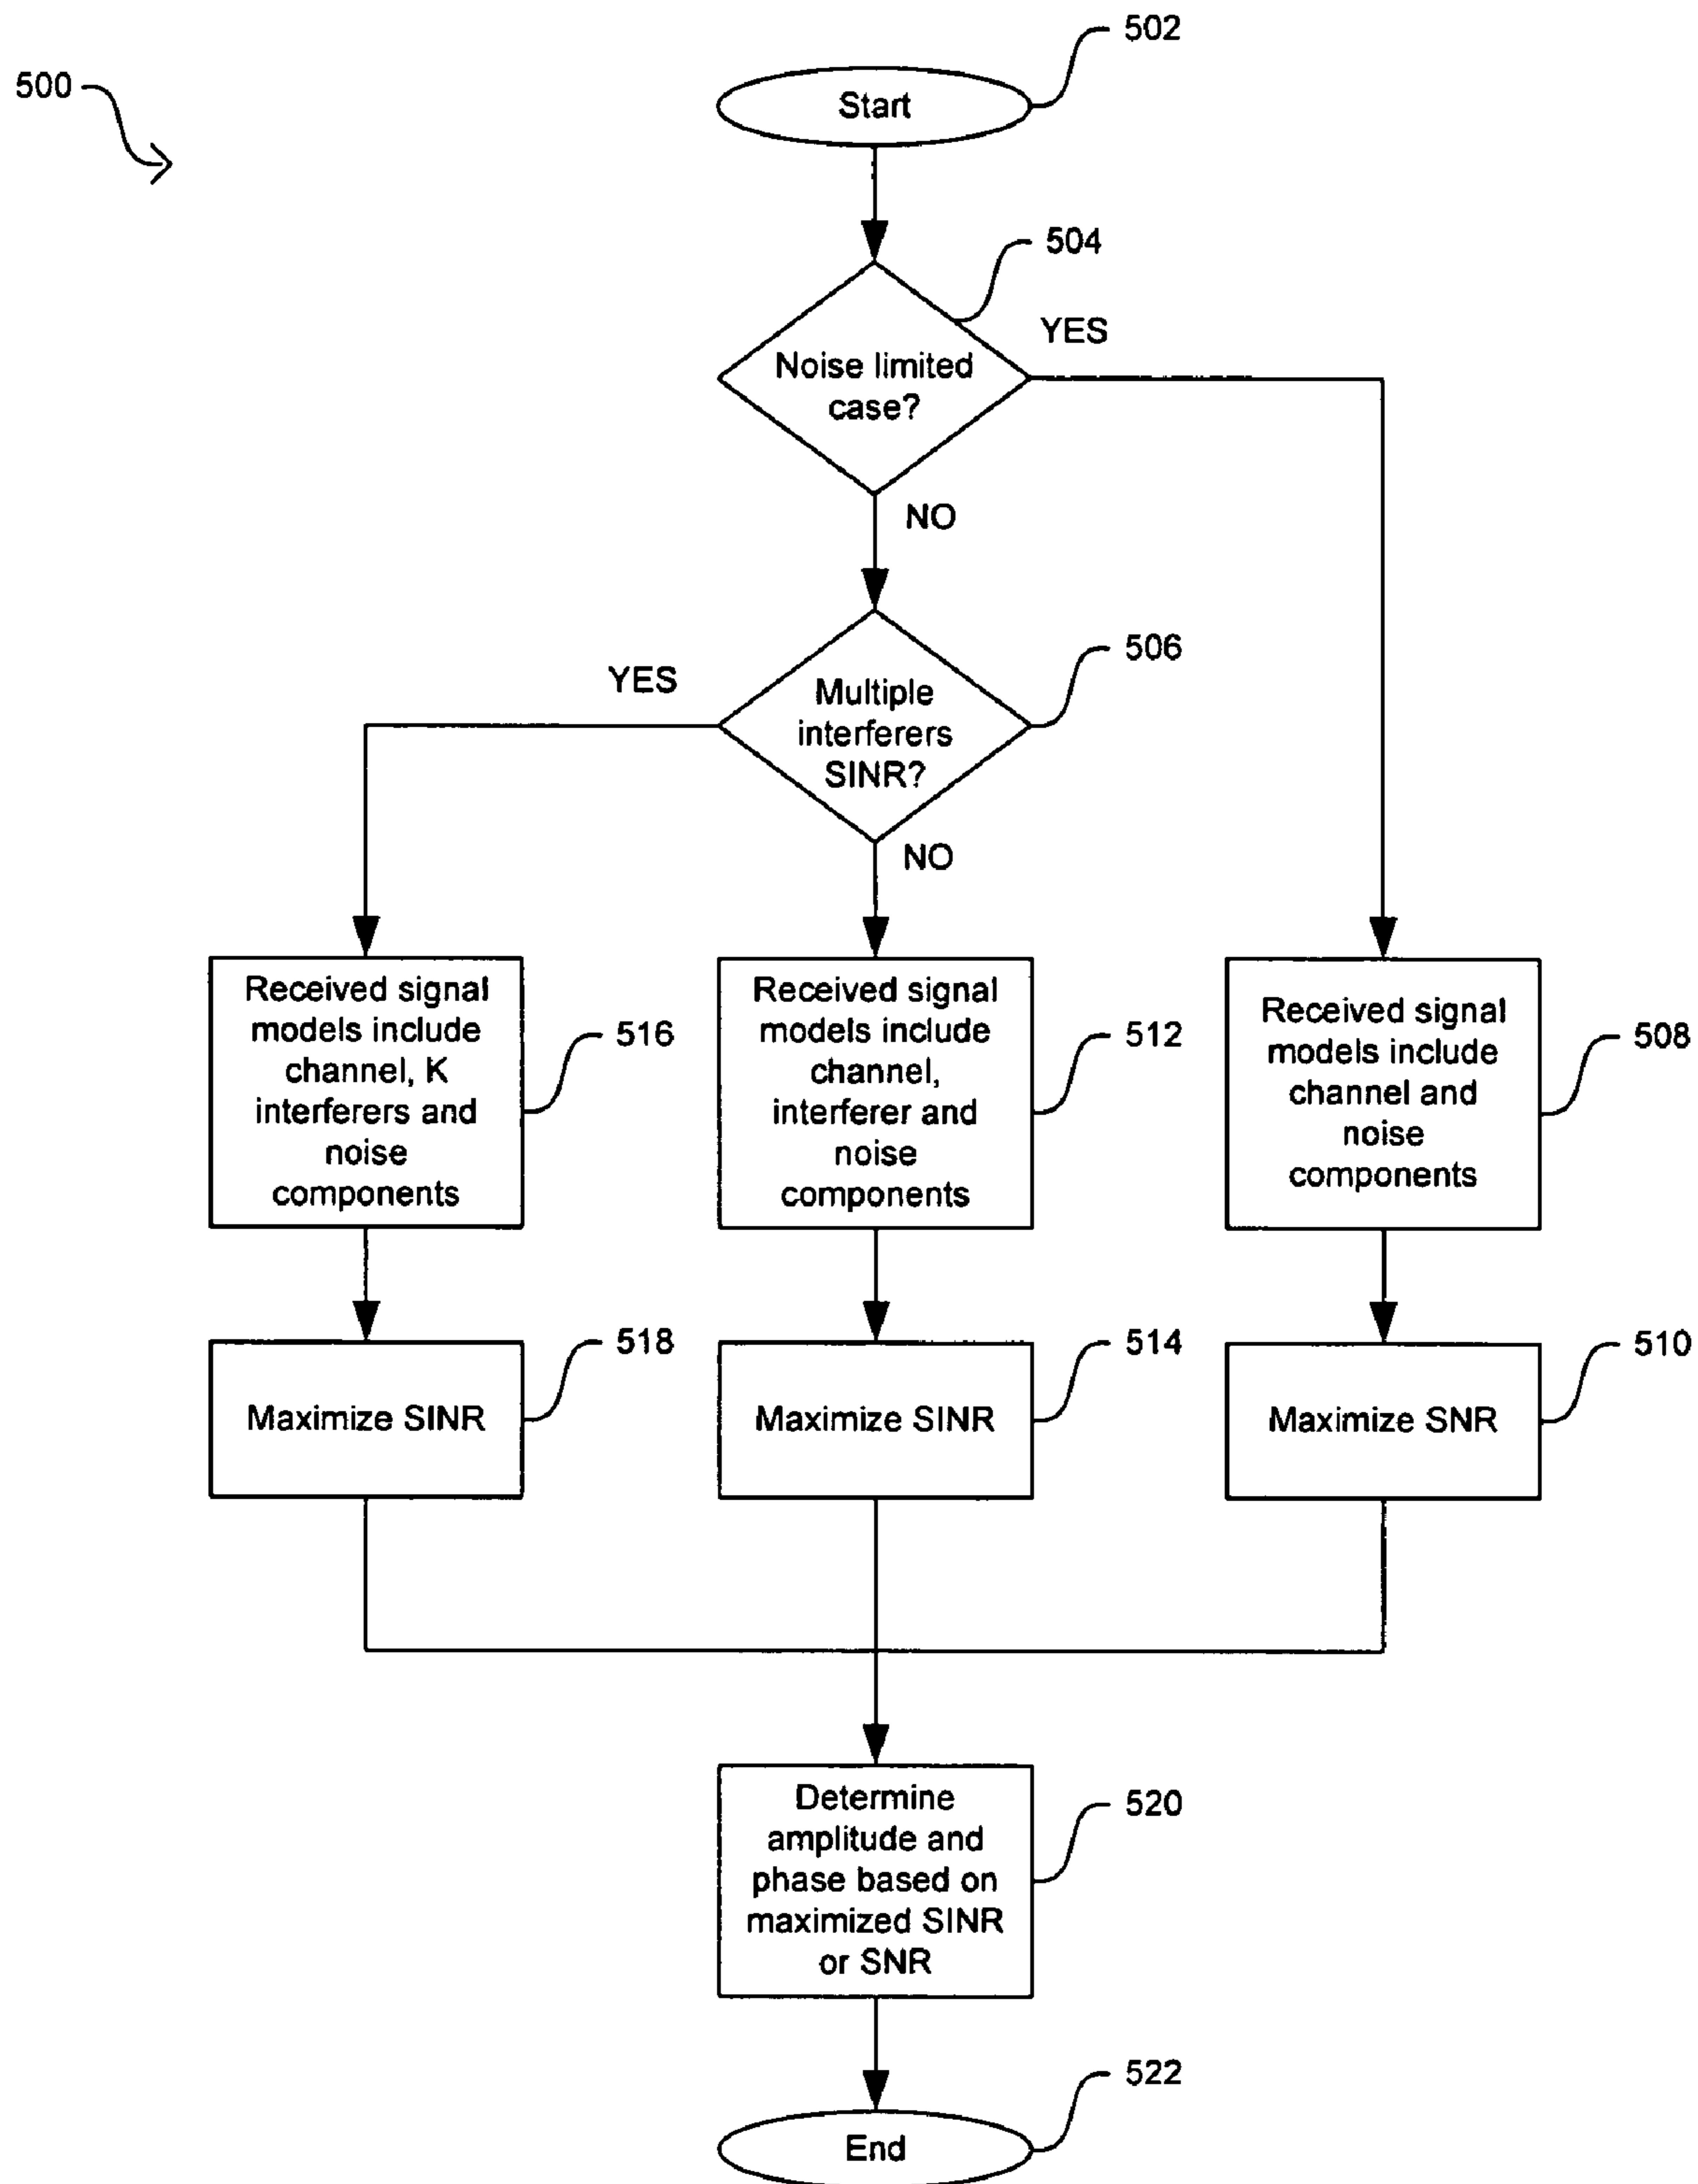 502
500
Start
504
YES
Noise limited
case?
NO
506
YES
Multiple
interferers
SINR?
NO
Received signal
models include
channel, K
interferers and
noise
components
516
Received signal
models include
channel,
interferer and
noise
components
512
Received signal
models include
channel and
noise
components
508
518
514
510
Maximize SINR
Maximize SINR
Maximize SNR
Determine
amplitude and
phase based on
maximized SINR
or SNR
520
522
End